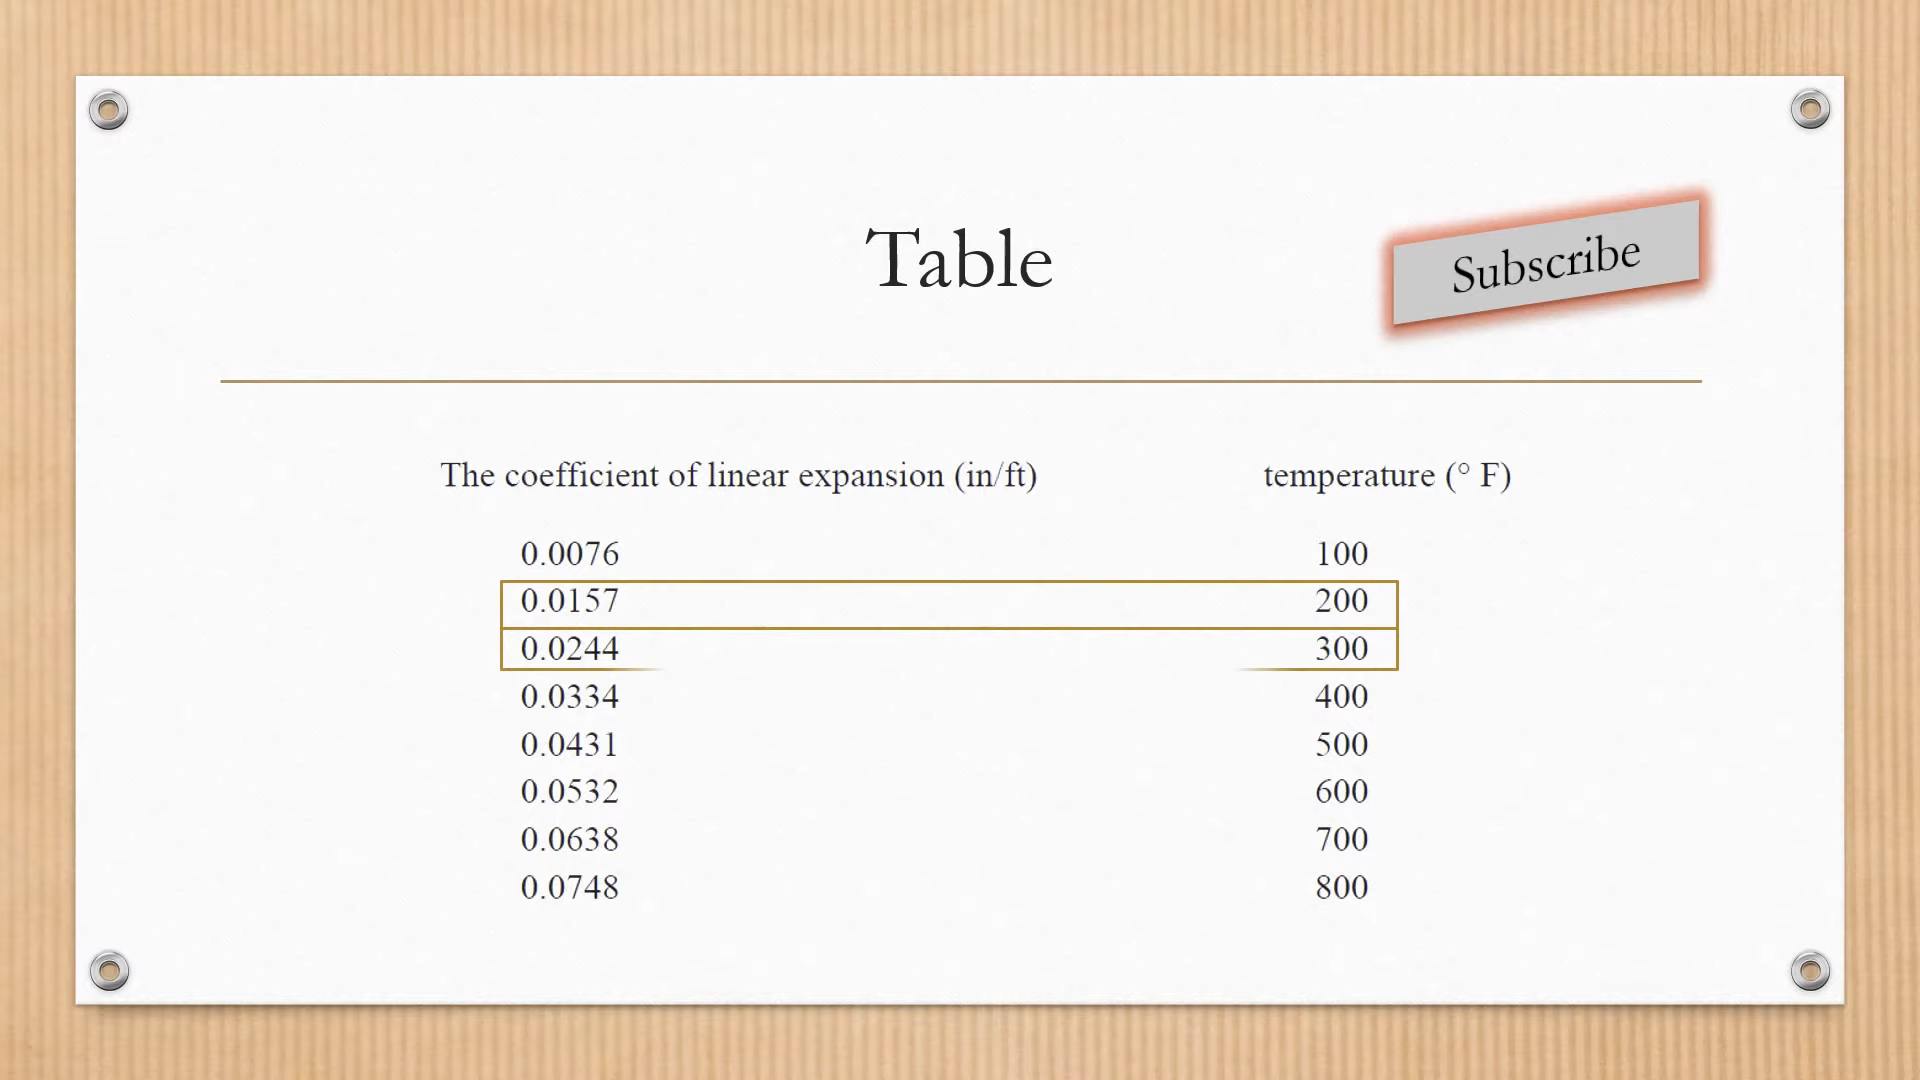 Table
Subscribe
The coefficient of linear expansion (in/ft) temperature (° F)
0.0076 100
0.0157 200
0.0244 300
0.0334 400
0.0431 500
0.0532 600
0.0638 700
0.0748 800